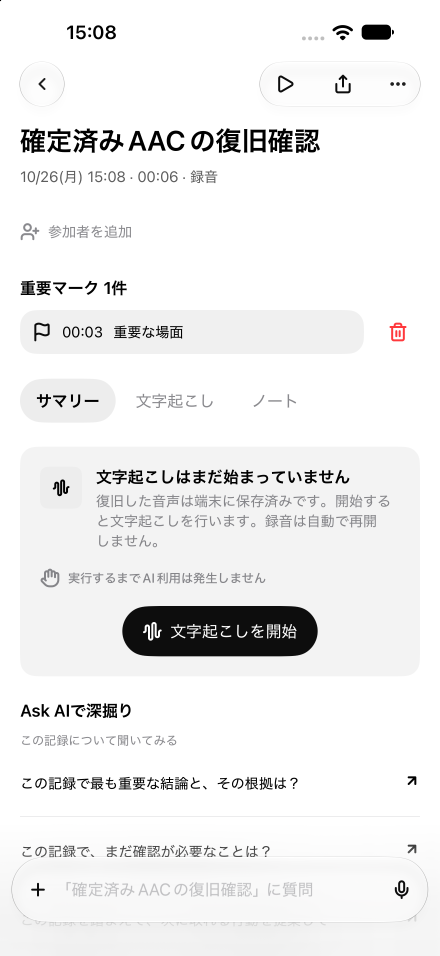 15:08
確定済みAACの復旧確認
10/26(月) 15:08 · 00:06 · 録音
参加者を追加
重要マーク 1件
00:03 重要な場面
サマリー
文字起こし
ノート
文字起こしはまだ始まっていません
復旧した音声は端末に保存済みです。開始する
と文字起こしを行います。録音は自動で再開
しません。
実行するまでAI利用は発生しません
文字起こしを開始
Ask AIで深掘り
この記録について聞いてみる
この記録で最も重要な結論と、その根拠は？
この記録で、まだ確認が必要なことは？
「確定済みAACの復旧確認」に質問